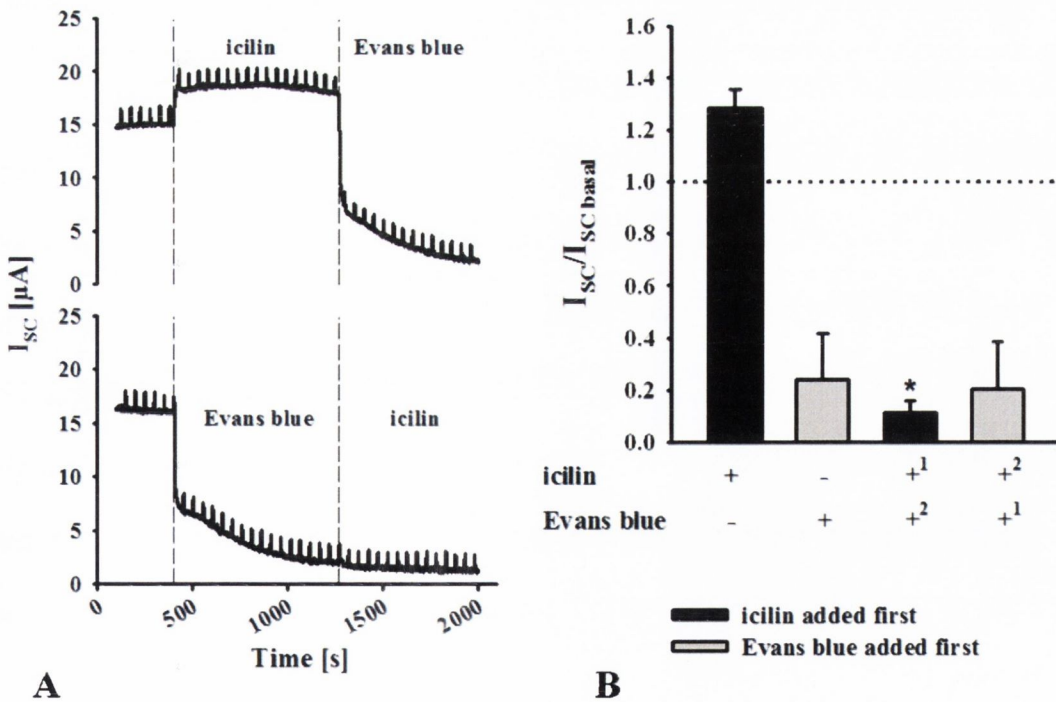 25
20
15
10
5
0
icilin
Evans blue
I_SC [µA]
25
20
15
10
5
0
Evans blue
icilin
0
500
1000
1500
2000
Time [s]
A
1.6
1.4
1.2
1.0
0.8
0.6
0.4
0.2
0.0
I_SC/I_SC basal
*
icilin + - +¹ +²
Evans blue - + +² +¹
icilin added first
Evans blue added first
B